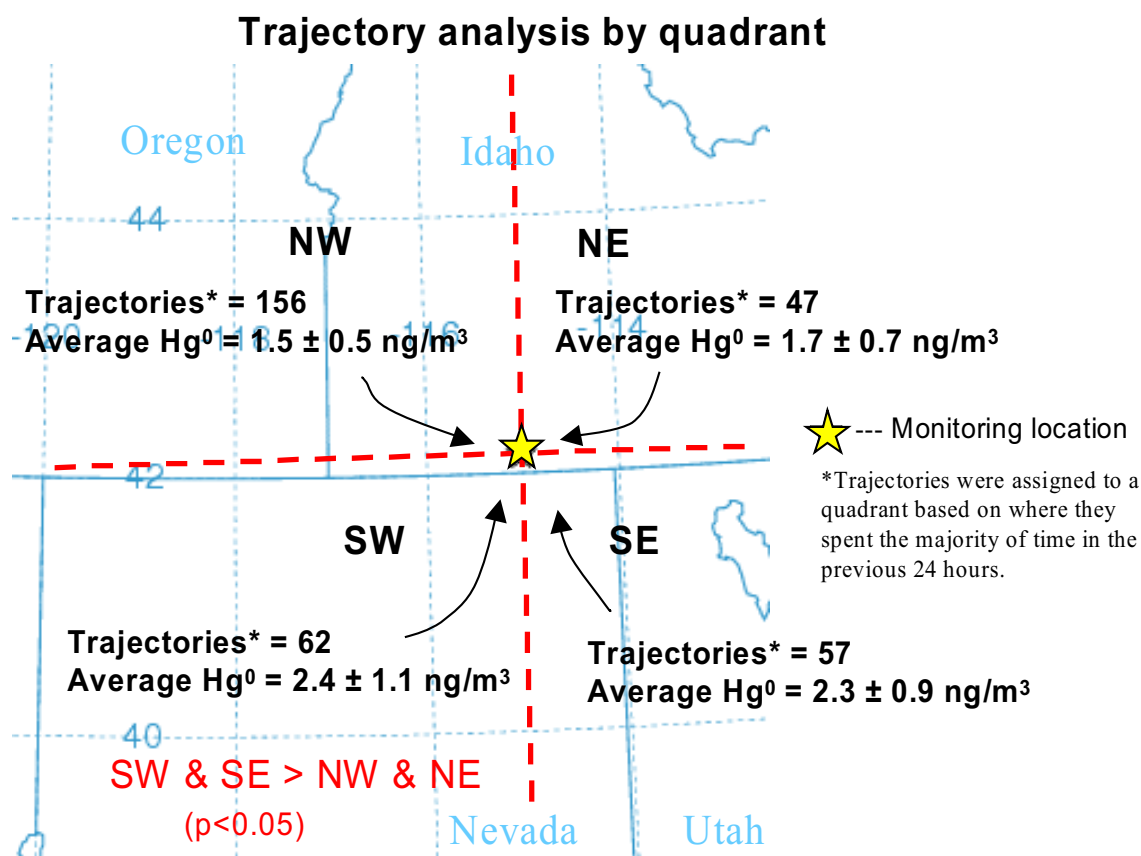 Trajectory analysis by quadrant
Oregon
Idaho
44
NW
NE
Trajectories* = 156
Average Hg⁰ = 1.5 ± 0.5 ng/m³
Trajectories* = 47
Average Hg⁰ = 1.7 ± 0.7 ng/m³
-120
-118
-116
-114
--- Monitoring location
*Trajectories were assigned to a
quadrant based on where they
spent the majority of time in the
previous 24 hours.
42
SW
SE
Trajectories* = 62
Average Hg⁰ = 2.4 ± 1.1 ng/m³
Trajectories* = 57
Average Hg⁰ = 2.3 ± 0.9 ng/m³
40
SW & SE > NW & NE
(p<0.05)
Nevada
Utah